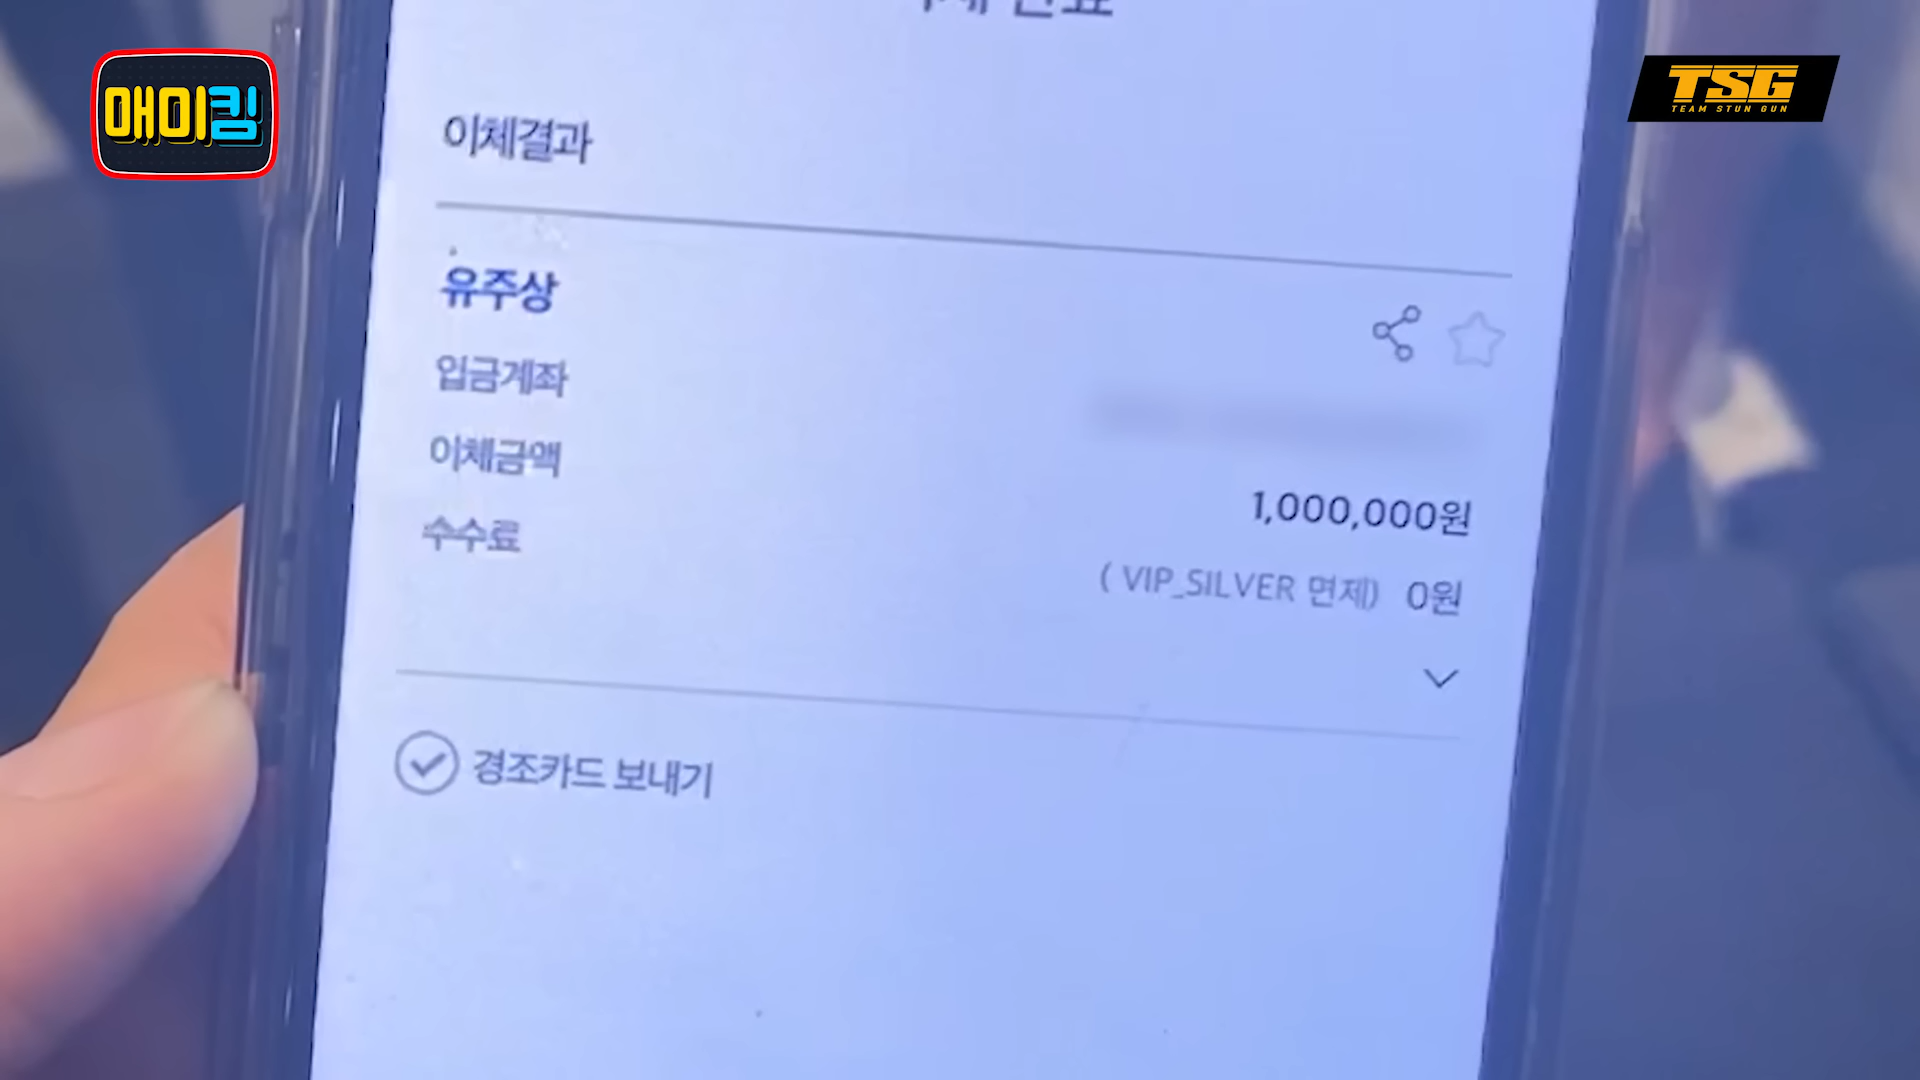 매미킴
TSG
TEAM STUN GUN
이체결과
유주상
입금계좌
이체금액 1,000,000원
수수료 ( VIP_SILVER 면제) 0원
경조카드 보내기